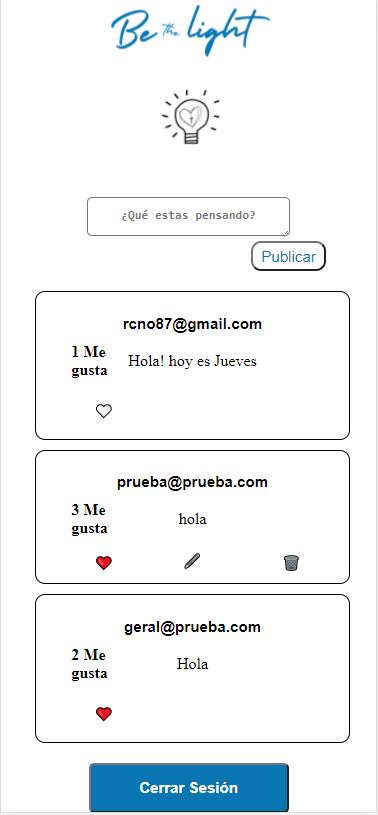 Be the light
¿Qué estas pensando?
Publicar
rcno87@gmail.com
1 Me
gusta
Hola! hoy es Jueves
prueba@prueba.com
3 Me
gusta
hola
geral@prueba.com
2 Me
gusta
Hola
Cerrar Sesión